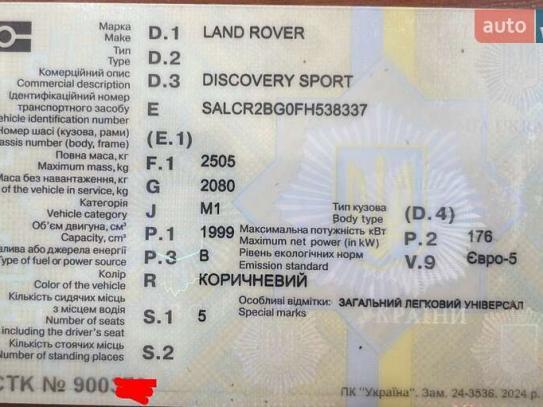 auto
Марка
Make
D.1 LAND ROVER
Тип
Type
D.2
Комерційний опис
Commercial description
D.3 DISCOVERY SPORT
Ідентифікаційний номер
транспортного засобу
vehicle identification number
E SALCR2BG0FH538337
Номер шасі (кузова, рами)
number (body, frame)
(E.1)
Повна маса, кг
Maximum mass, kg
F.1 2505
Маса без навантаження, кг
of the vehicle in service, kg
G 2080
Категорія
Vehicle category
J M1
Тип кузова
Body type
(D.4)
Об'єм двигуна, см³
Capacity, cm³
P.1 1999
Максимальна потужність кВт
Maximum net power (in kW)
P.2 176
або джерела енергії
Type of fuel or power source
P.3 B
Рівень екологічних норм
Emission standard
V.9 Євро-5
Колір
Color of the vehicle
R КОРИЧНЕВИЙ
Кількість сидячих місць
з місцем водія
Number of seats
including the driver's seat
S.1 5
Особливі відмітки: ЗАГАЛЬНИЙ ЛЕГКОВИЙ УНІВЕРСАЛ
Special marks
Кількість стоячих місць
Number of standing places
S.2
СТК № 900
ПК "Україна". Зам. 24-3536. 2024 р.